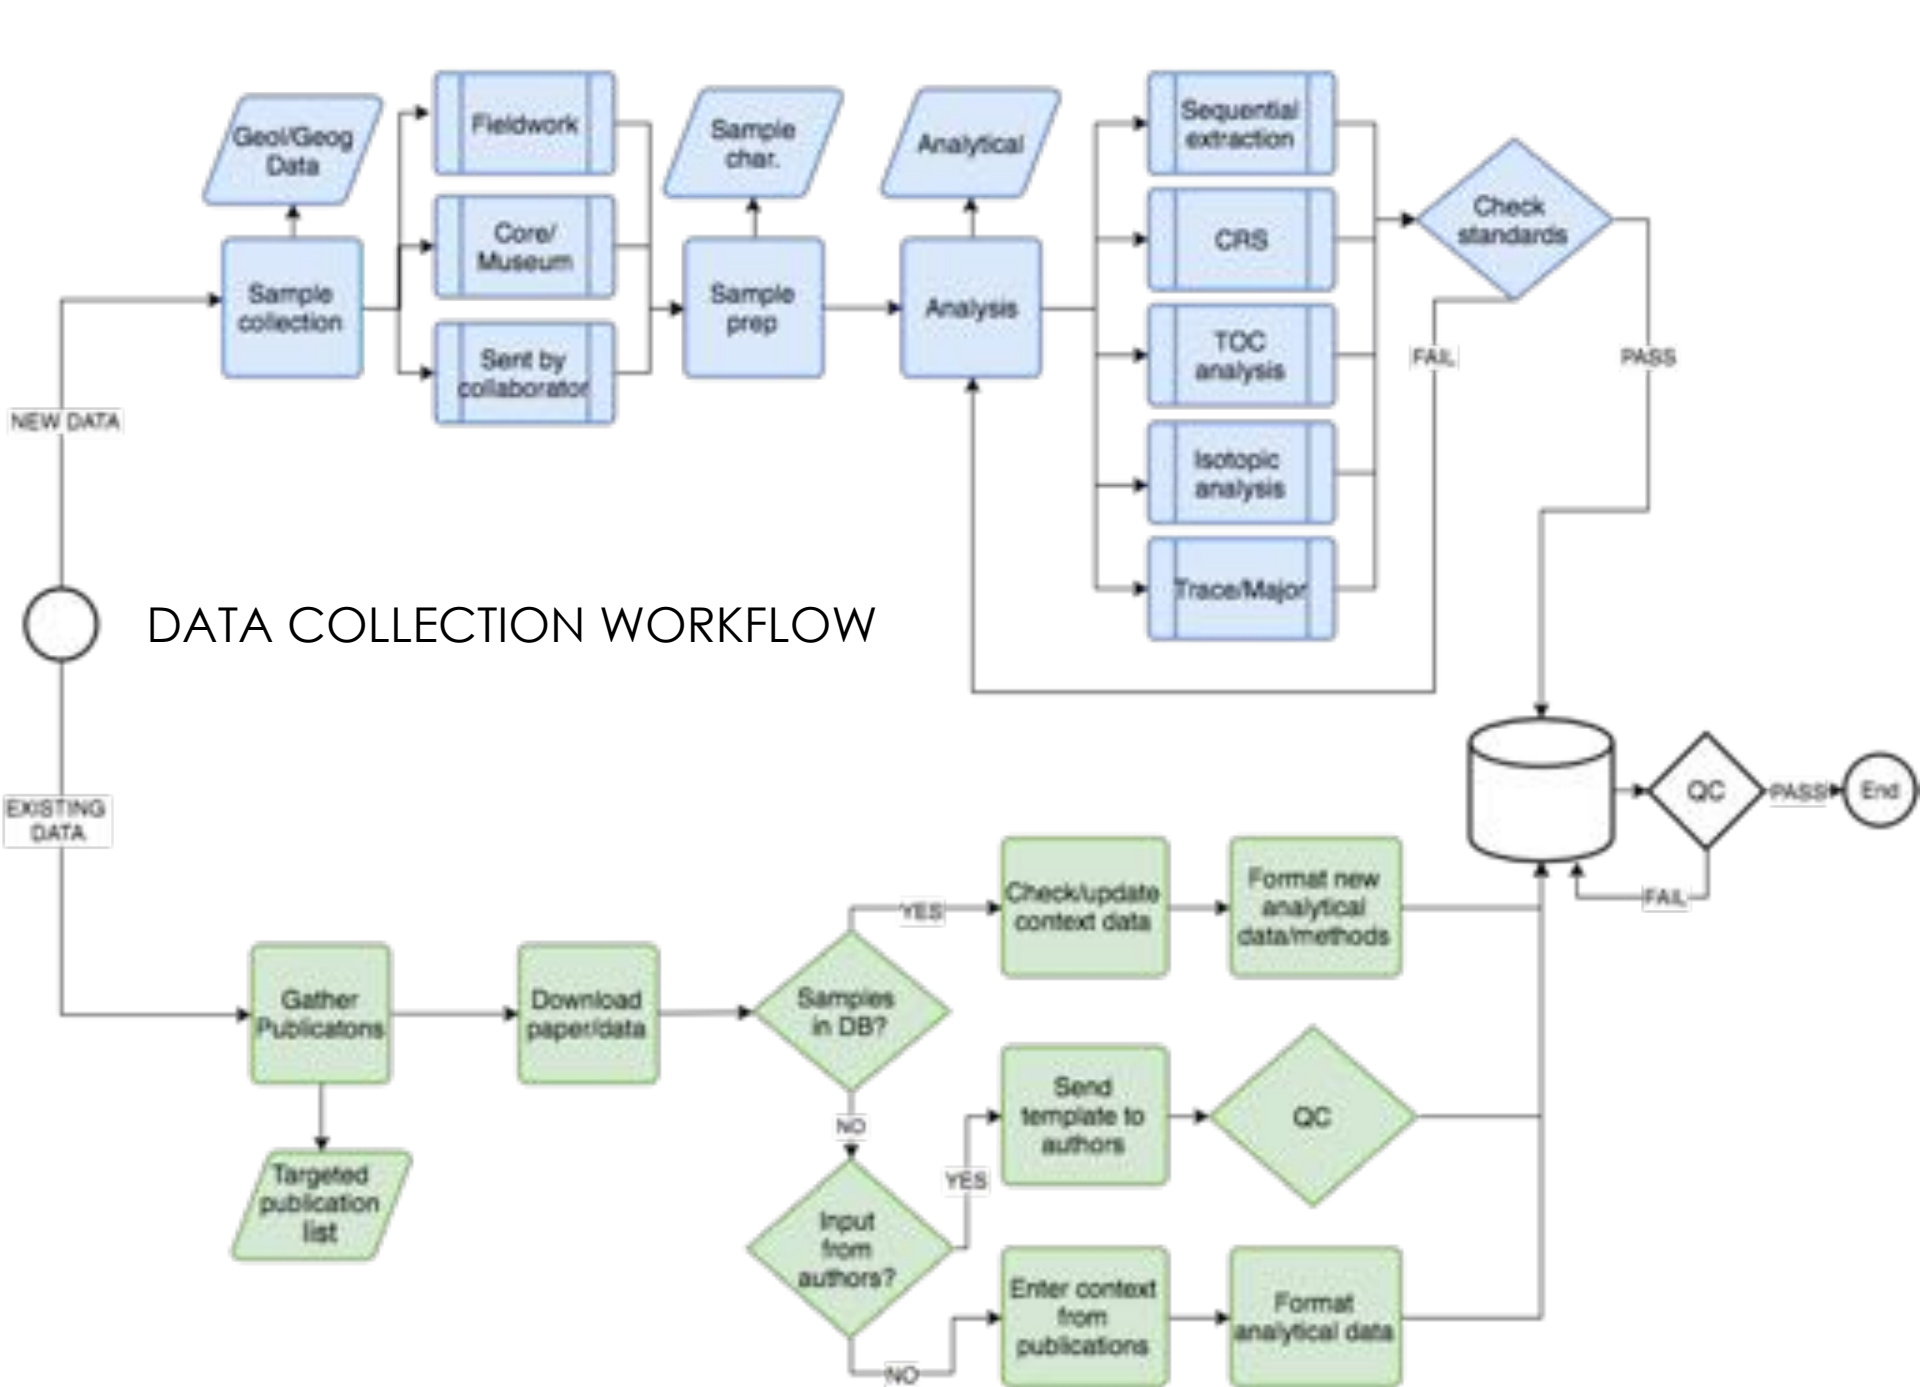 Geol/Geog
Data
Fieldwork
Sample
char.
Analytical
Sequential
extraction
Core/
Museum
CRS
Check
standards
Sample
collection
Sample
prep
Analysis
Sent by
collaborator
TOC
analysis
FAIL
PASS
NEW DATA
Isotopic
analysis
Trace/Major
DATA COLLECTION WORKFLOW
EXISTING
DATA
QC
PASS
End
FAIL
YES
Check/update
context data
Format new
analytical
data/methods
Gather
Publicatons
Download
paper/data
Samples
in DB?
NO
Send
template to
authors
QC
YES
Targeted
publication
list
Input
from
authors?
Enter context
from
publications
Format
analytical data
NO